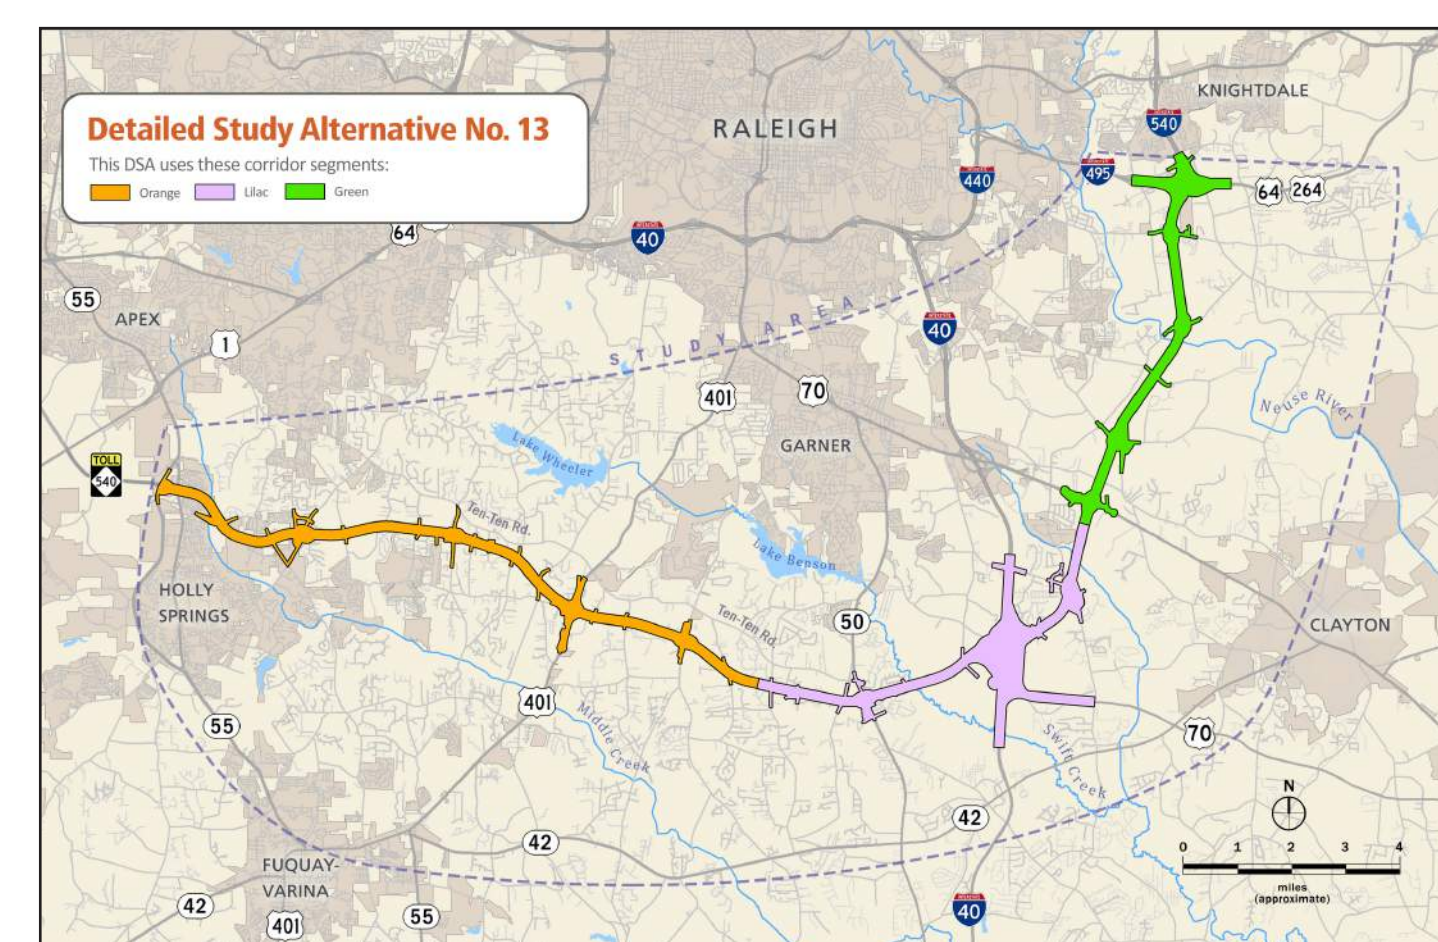 KNIGHTDALE
540
Detailed Study Alternative No. 13
This DSA uses these corridor segments:
Orange Lilac Green
RALEIGH
495
440
64 264
64
40
55
APEX
1
40
STUDY AREA
401
70
GARNER
Neuse River
Lake Wheeler
TOLL
540
Ten-Ten Rd.
Lake Benson
HOLLY
SPRINGS
Ten-Ten Rd.
50
CLAYTON
401
Middle Creek
55
Swift Creek
70
N
42
42
0 1 2 3 4
miles
(approximate)
FUQUAY-
VARINA
42
401
55
40